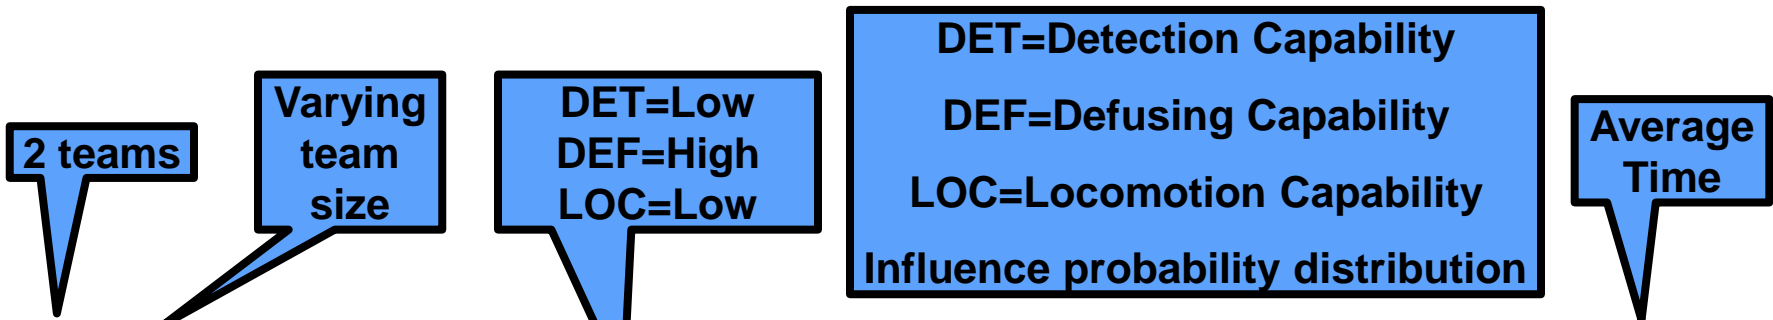 2 teams
Varying
team
size
DET=Low
DEF=High
LOC=Low
DET=Detection Capability
DEF=Defusing Capability
LOC=Locomotion Capability
Influence probability distribution
Average
Time